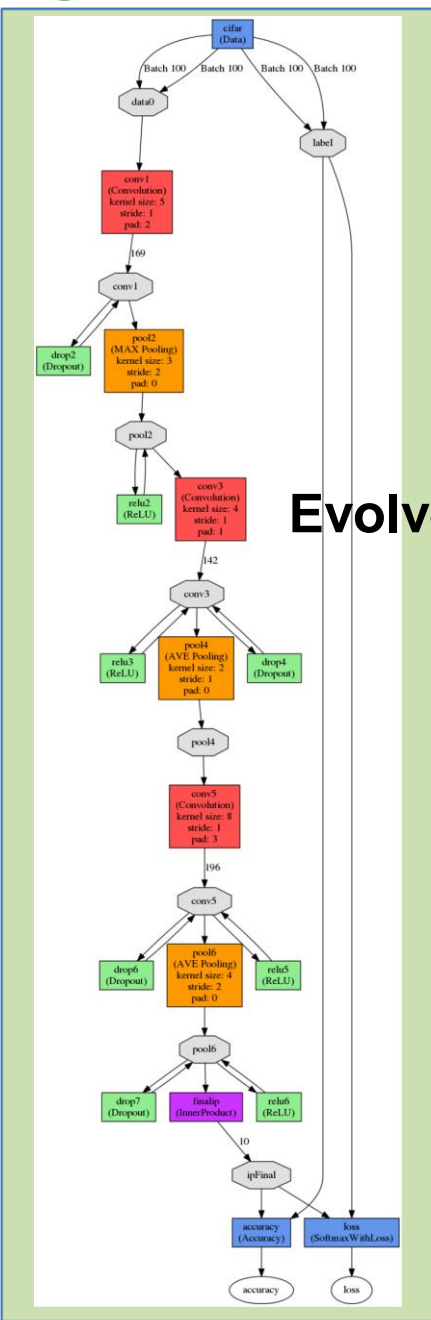 cifar
(Data)
Batch 100
Batch 100
Batch 100
Batch 100
data0
label
conv1
(Convolution)
kernel size: 5
stride: 1
pad: 2
169
conv1
drop2
(Dropout)
pool2
(MAX Pooling)
kernel size: 3
stride: 2
pad: 0
pool2
relu2
(ReLU)
conv3
(Convolution)
kernel size: 4
stride: 1
pad: 1
Evolv
142
conv3
relu3
(ReLU)
pool4
(AVE Pooling)
kernel size: 2
stride: 1
pad: 0
drop4
(Dropout)
pool4
conv5
(Convolution)
kernel size: 8
stride: 1
pad: 3
196
conv5
drop6
(Dropout)
pool6
(AVE Pooling)
kernel size: 4
stride: 2
pad: 0
relu5
(ReLU)
pool6
drop7
(Dropout)
finalip
(InnerProduct)
relu6
(ReLU)
10
ipFinal
accuracy
(Accuracy)
loss
(SoftmaxWithLoss)
accuracy
loss